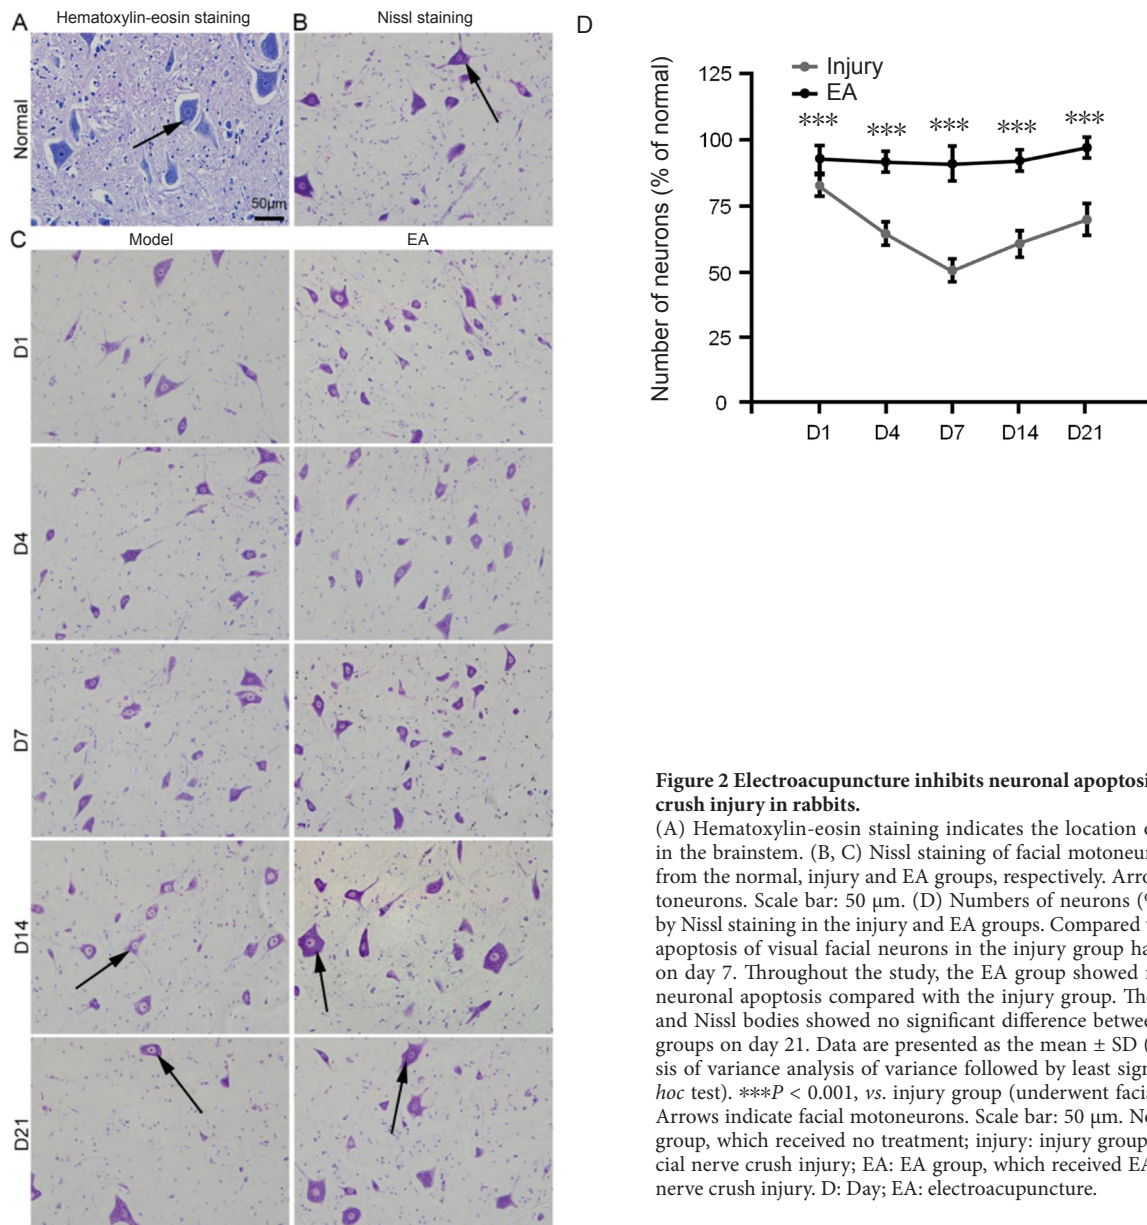 A
Hematoxylin-eosin staining
B
Nissl staining
Normal
50μm
C
Model
EA
D1
D4
D7
D14
D21
D
Injury
EA
Number of neurons (% of normal)
125
100
75
50
25
0
***
***
***
***
***
D1
D4
D7
D14
D21
Figure 2 Electroacupuncture inhibits neuronal
crush injury in rabbits.
(A) Hematoxylin-eosin staining indicates the location
in the brainstem. (B, C) Nissl staining of facial
from the normal, injury and EA groups, respectively.
toneurons. Scale bar: 50 μm. (D) Numbers of neurons
by Nissl staining in the injury and EA groups. Compared
apoptosis of visual facial neurons in the injury group
on day 7. Throughout the study, the EA group showed
neuronal apoptosis compared with the injury group.
and Nissl bodies showed no significant difference
groups on day 21. Data are presented as the mean ± SD
sis of variance analysis of variance followed by least
hoc test). ***P < 0.001, vs. injury group (underwent
Arrows indicate facial motoneurons. Scale bar: 50 μm.
group, which received no treatment; injury: injury group
cial nerve crush injury; EA: EA group, which received EA
nerve crush injury. D: Day; EA: electroacupuncture.